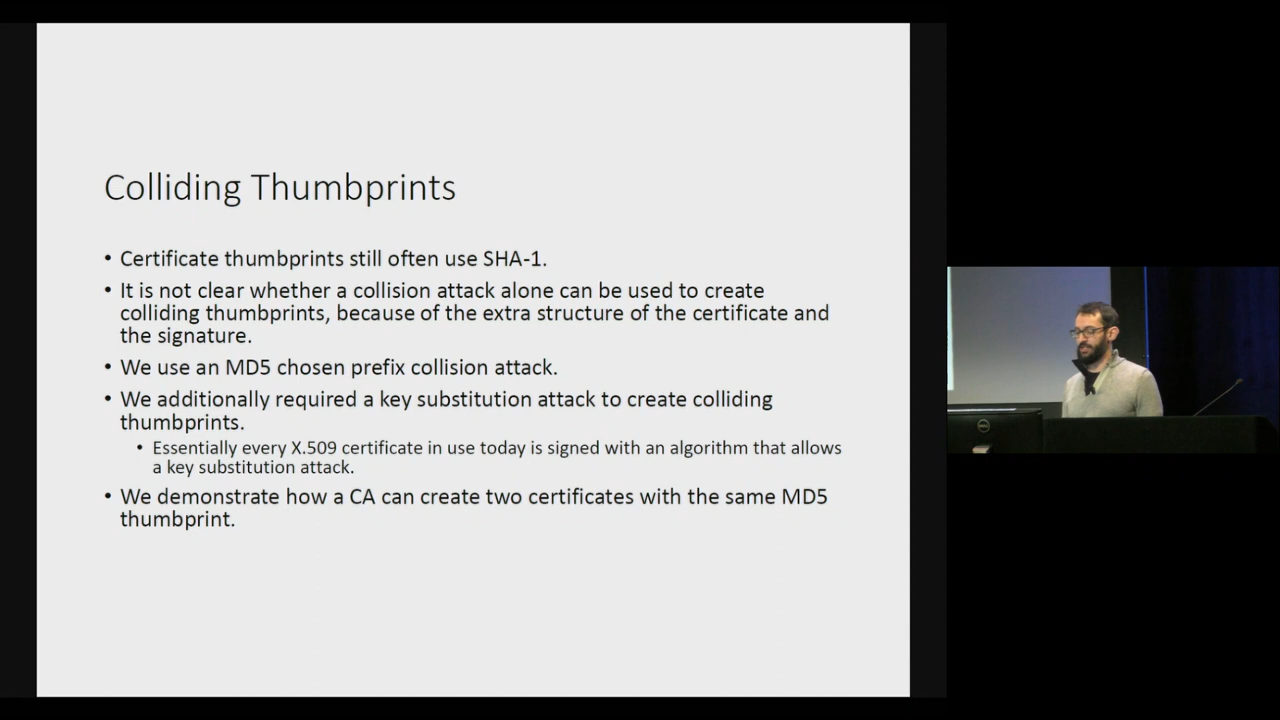 Colliding Thumbprints
• Certificate thumbprints still often use SHA-1.
• It is not clear whether a collision attack alone can be used to create
colliding thumbprints, because of the extra structure of the certificate and
the signature.
• We use an MD5 chosen prefix collision attack.
• We additionally required a key substitution attack to create colliding
thumbprints.
• Essentially every X.509 certificate in use today is signed with an algorithm that allows
a key substitution attack.
• We demonstrate how a CA can create two certificates with the same MD5
thumbprint.
DELL